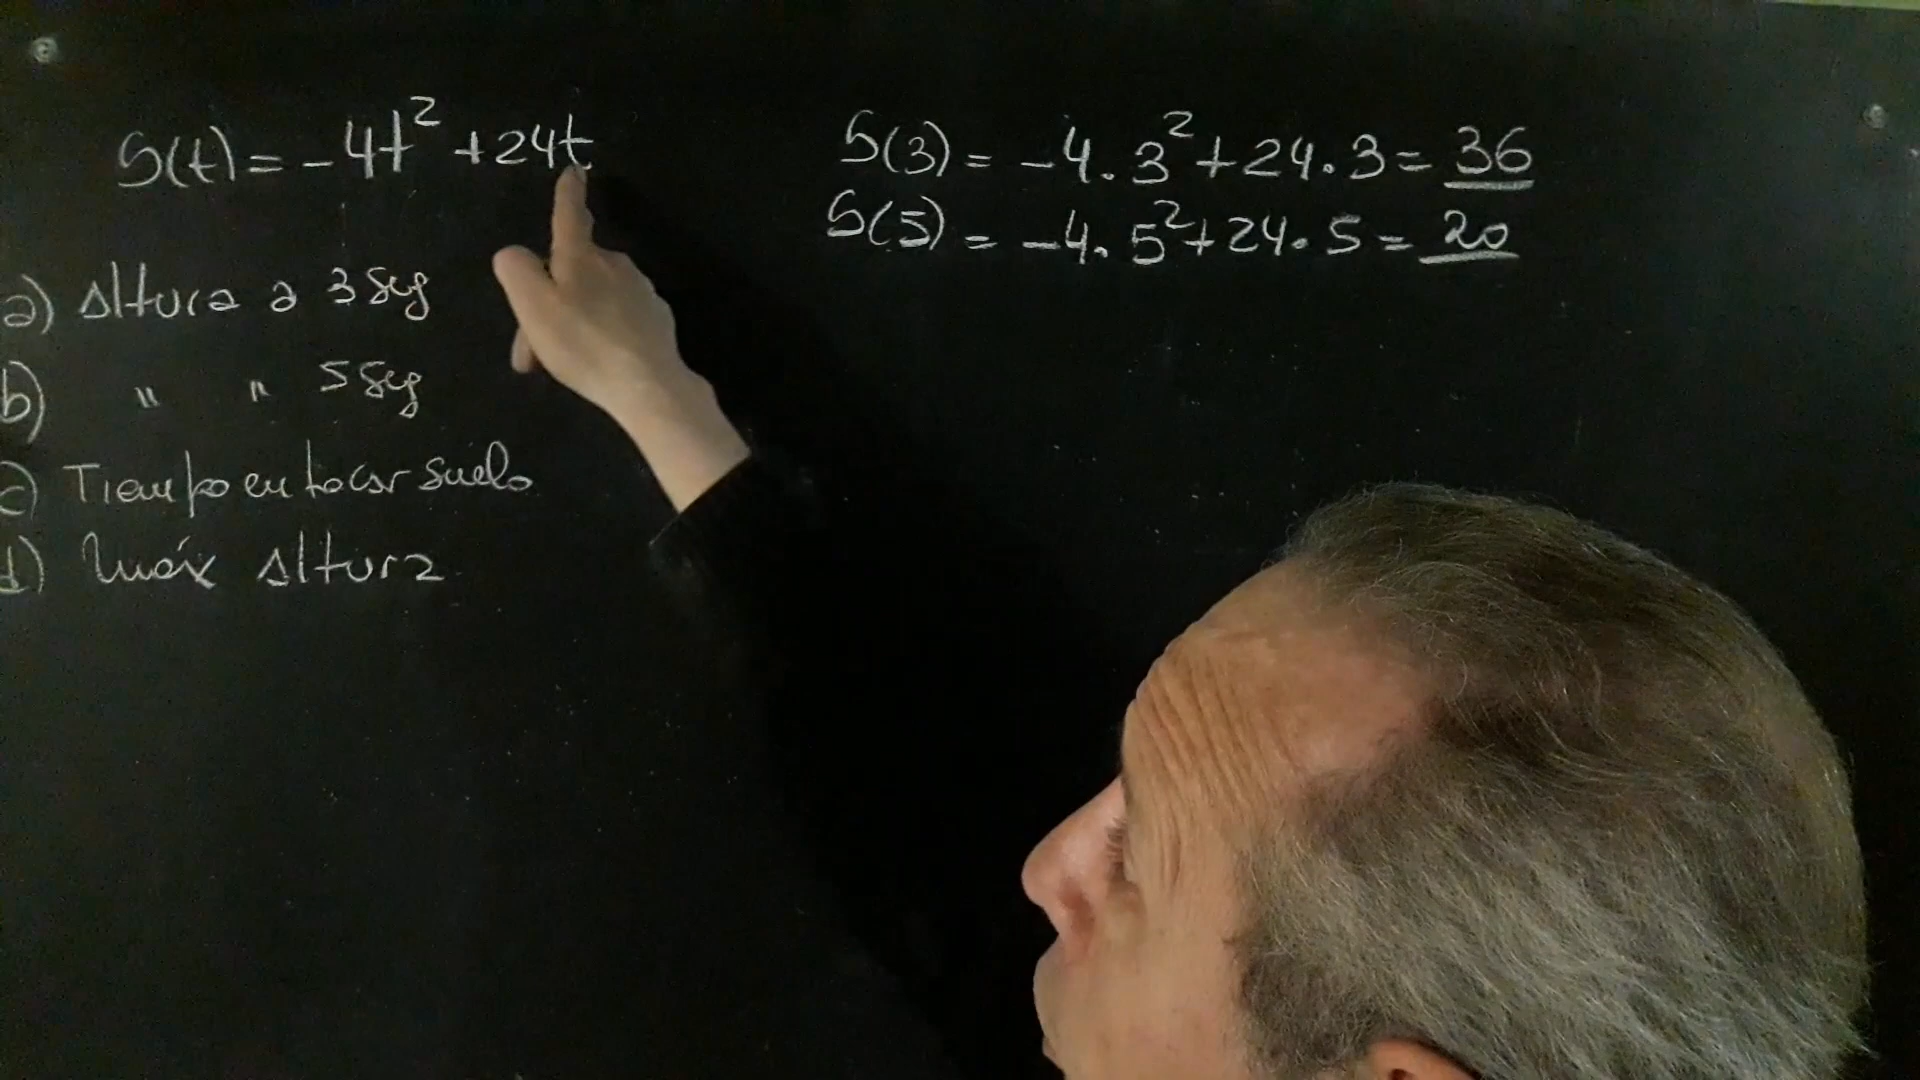 S(t) = -4t² + 24t
a) Altura a 3 Seg
b) " " 5 Seg
c) Tiempo en tocar suelo
d) Máx Altura
S(3) = -4 . 3² + 24 . 3 = 36
S(5) = -4 . 5² + 24 . 5 = 20